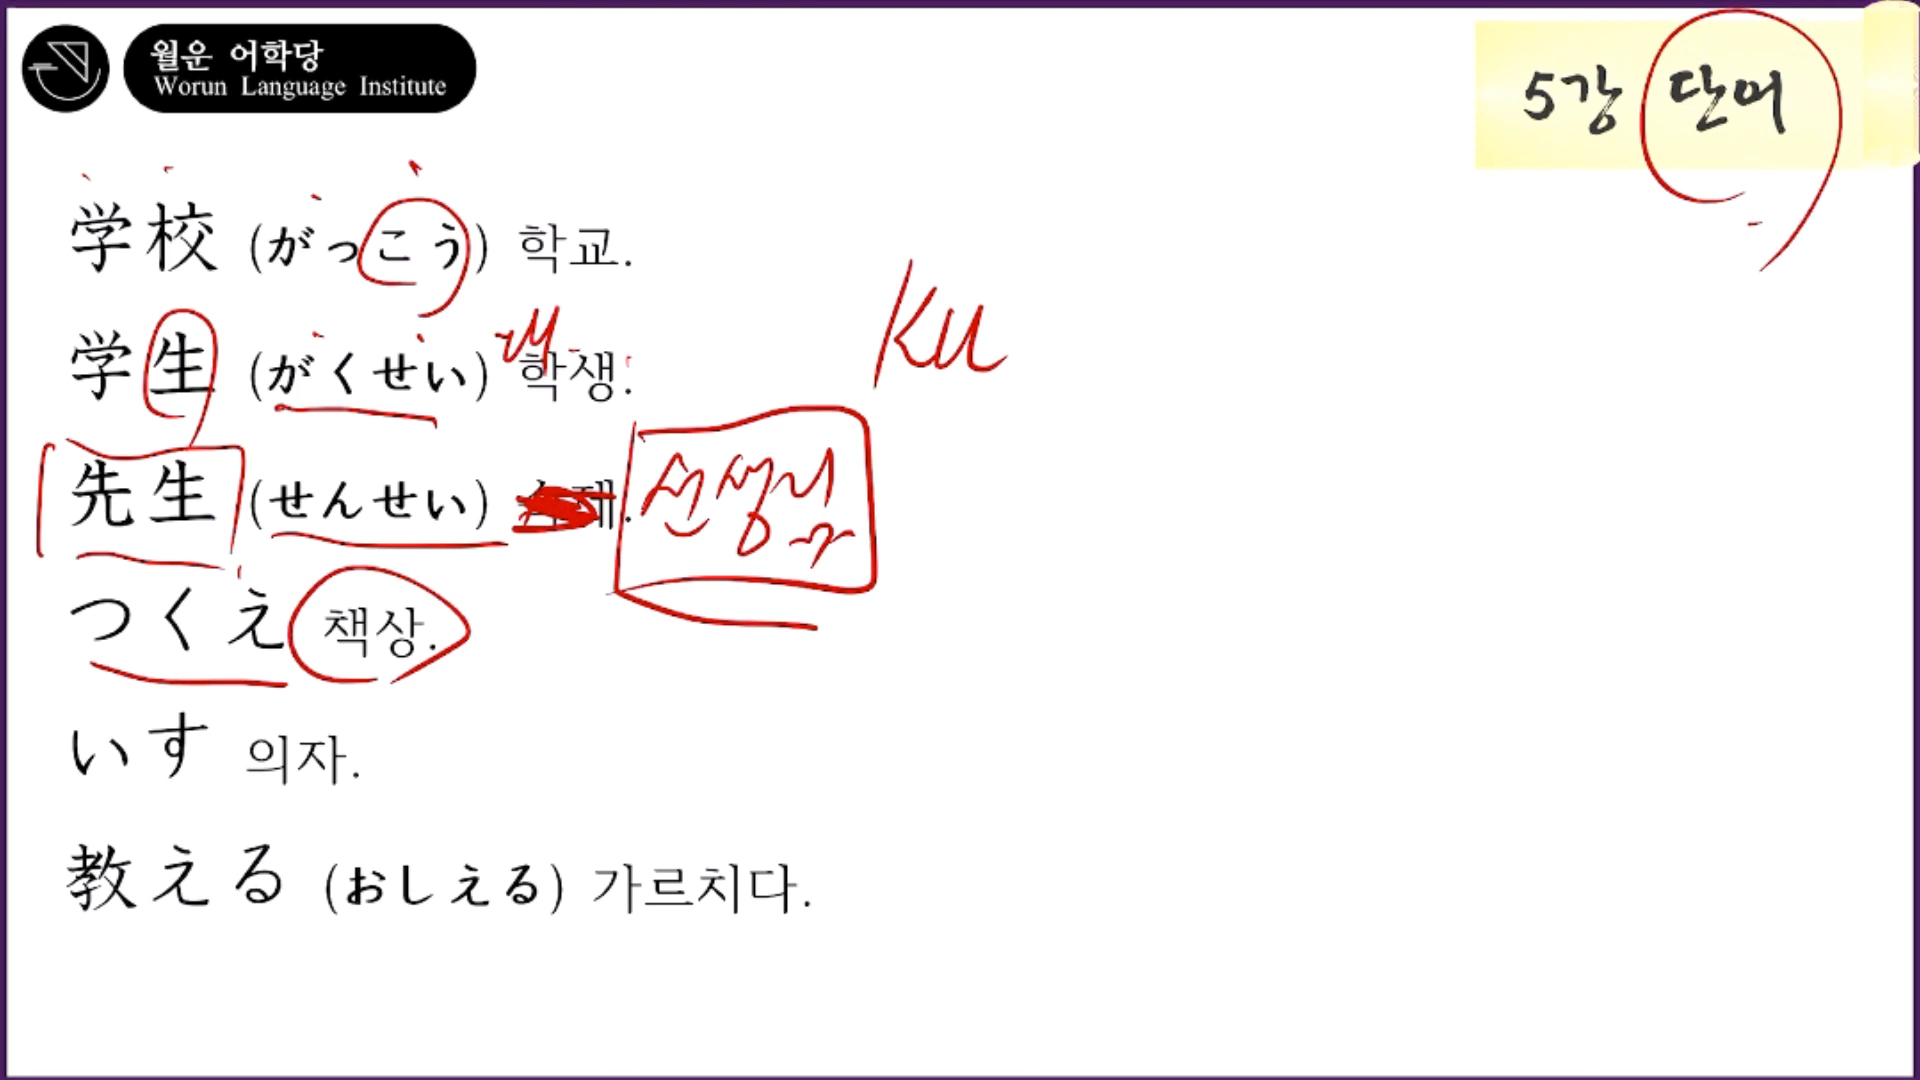 월운 어학당
Worun Language Institute
5강 단어
学校 (がっこう) 학교.
学生 (がくせい) 학생.
Ku
先生 (せんせい) 선생님
つくえ 책상.
いす 의자.
教える (おしえる) 가르치다.